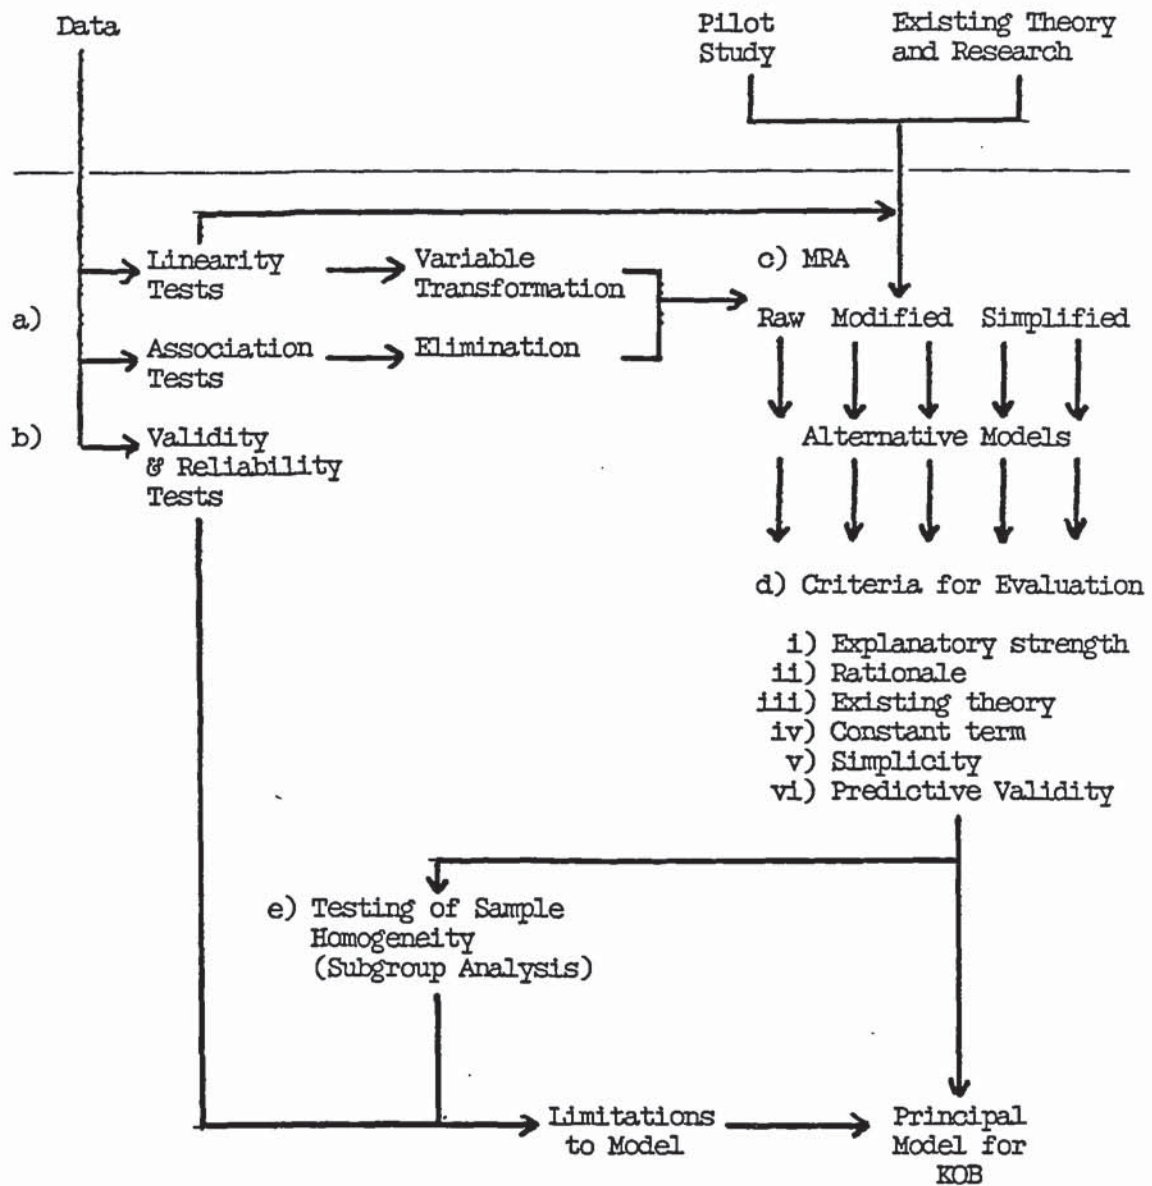 Data
Pilot
Study
Existing Theory
and Research
a)
Linearity
Tests
Variable
Transformation
Association
Tests
Elimination
b)
Validity
& Reliability
Tests
c) MRA
Raw Modified Simplified
Alternative Models
d) Criteria for Evaluation
i) Explanatory strength
ii) Rationale
iii) Existing theory
iv) Constant term
v) Simplicity
vi) Predictive Validity
e) Testing of Sample
Homogeneity
(Subgroup Analysis)
Limitations
to Model
Principal
Model for
KOB